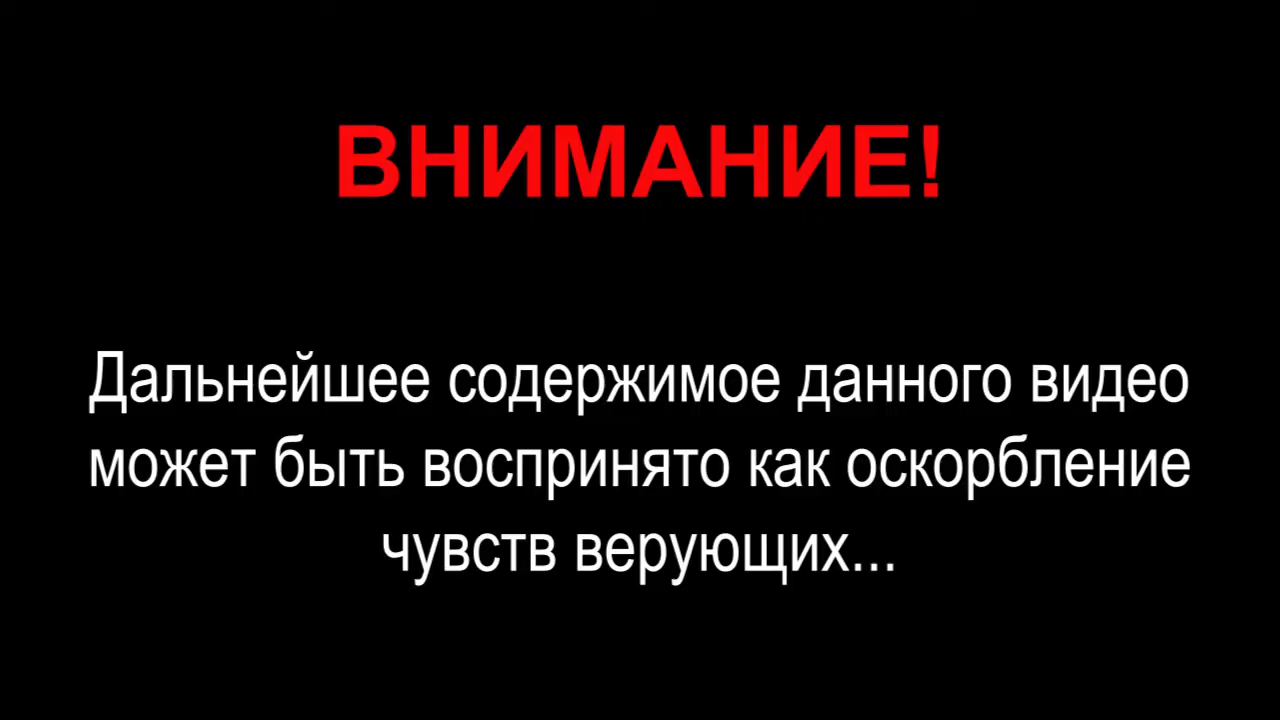 ВНИМАНИЕ!
Дальнейшее содержимое данного видео
может быть воспринято как оскорбление
чувств верующих...